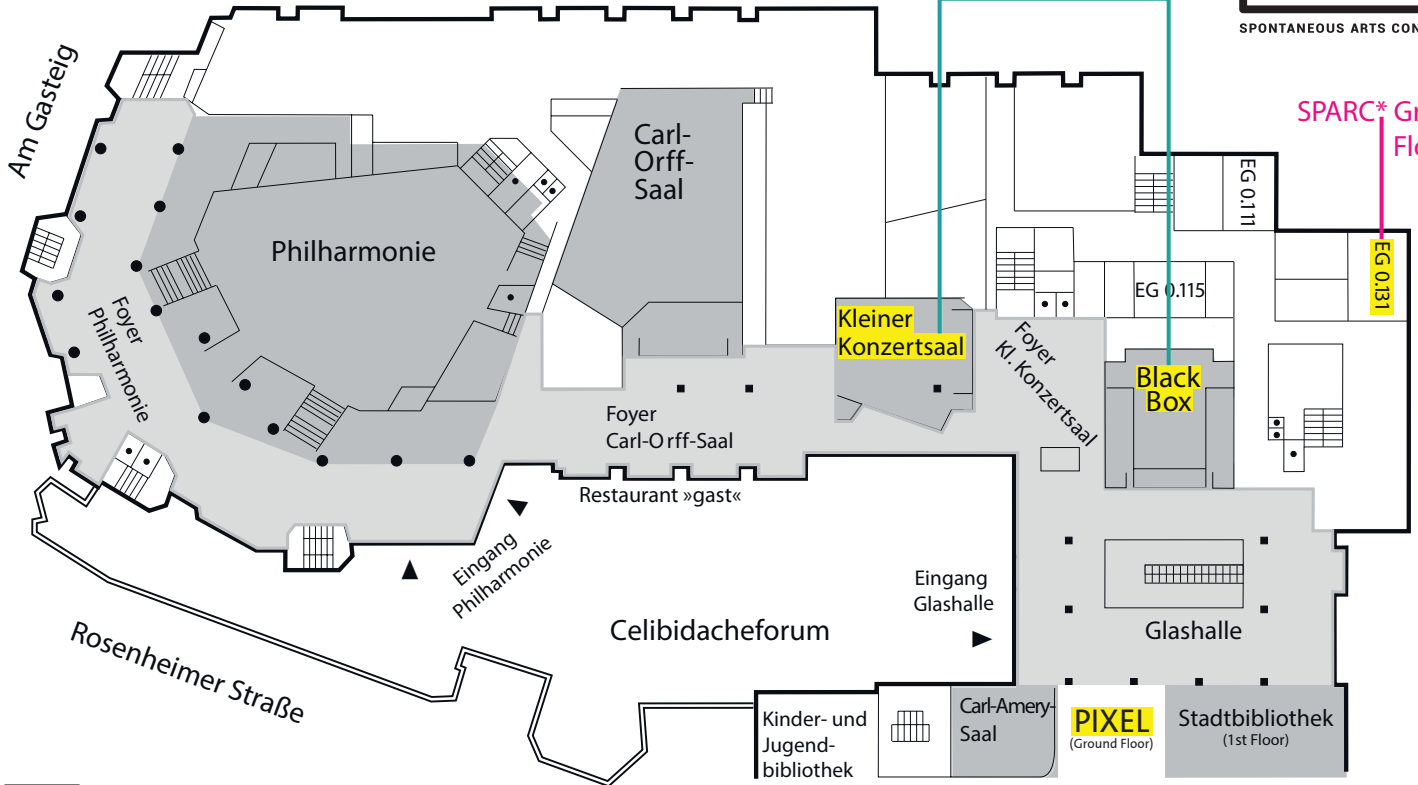 SPONTANEOUS ARTS CON
Am Gasteig
SPARC* Gr
Flo
Carl-
Orff-
Saal
EG 0.111
Philharmonie
EG 0.131
EG 0.115
Foyer
Philharmonie
Kleiner
Konzertsaal
Foyer
Kl. Konzertsaal
Black
Box
Foyer
Carl-Orff-Saal
Restaurant »gast«
Eingang
Philharmonie
Eingang
Glashalle
Rosenheimer Straße
Celibidacheforum
Glashalle
Kinder- und
Jugend-
bibliothek
Carl-Amery-
Saal
PIXEL
(Ground Floor)
Stadtbibliothek
(1st Floor)